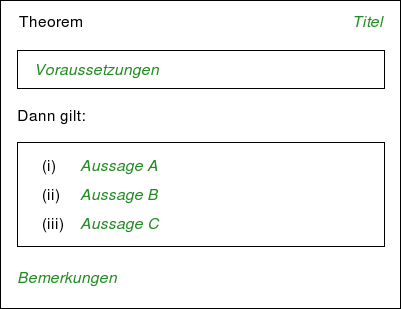 Theorem Titel
Voraussetzungen
Dann gilt:
(i) Aussage A
(ii) Aussage B
(iii) Aussage C
Bemerkungen